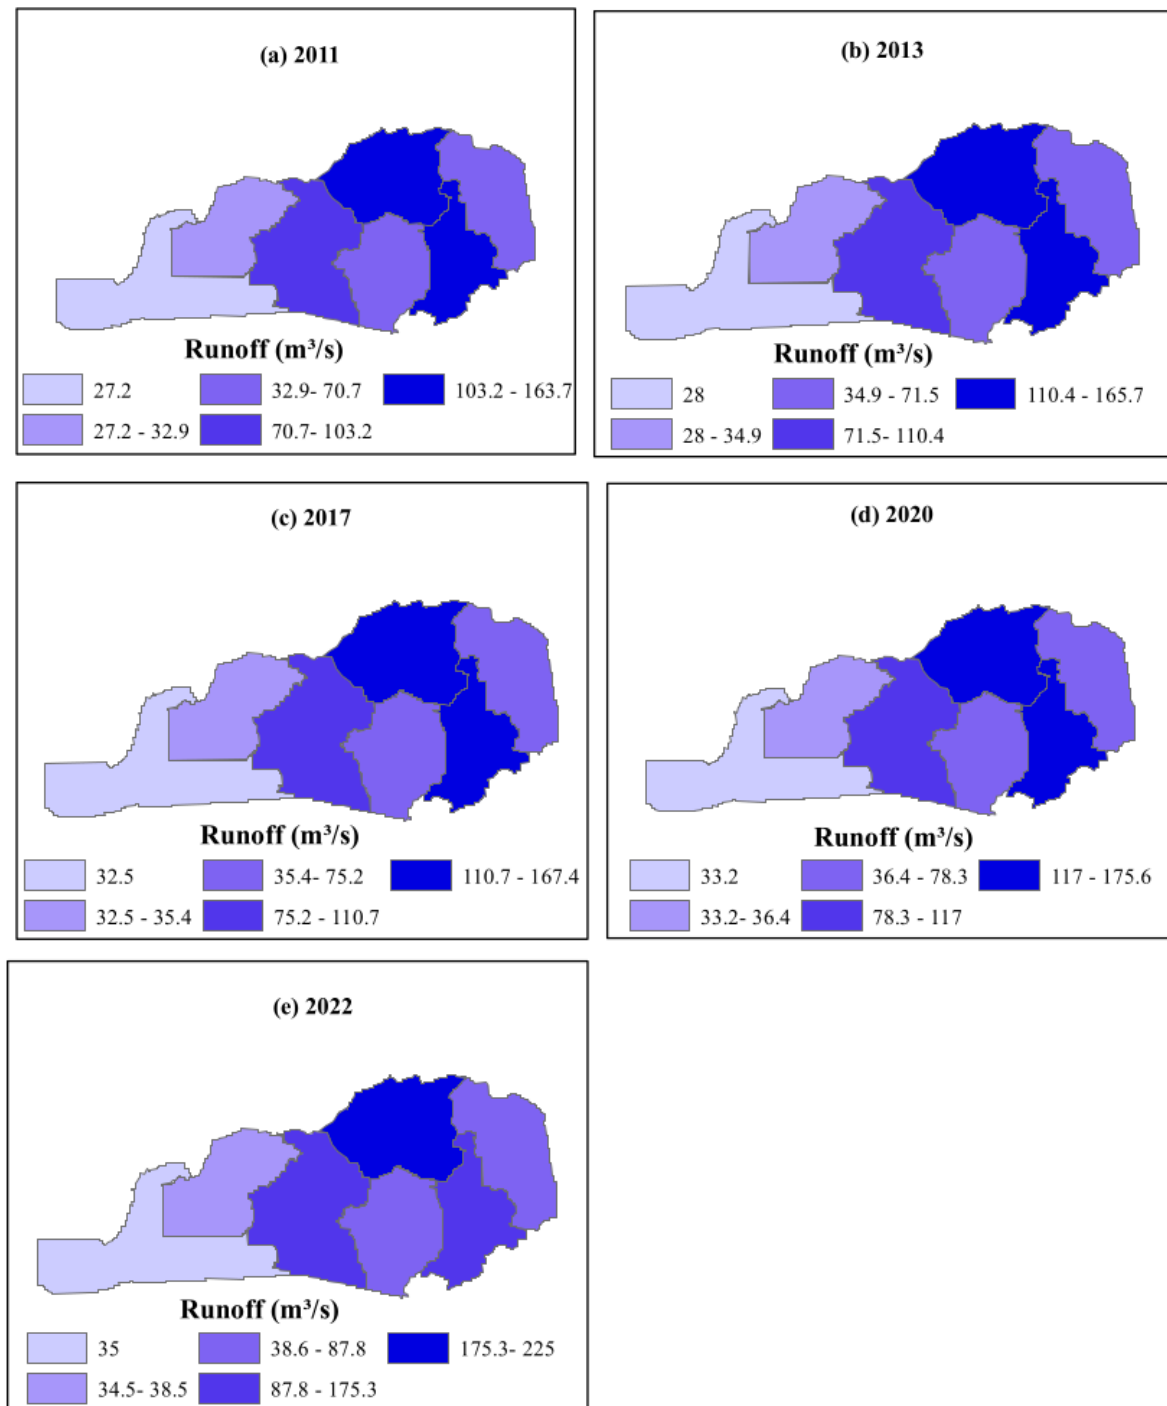 (a) 2011
Runoff (m³/s)
27.2
32.9- 70.7
103.2 - 163.7
27.2 - 32.9
70.7- 103.2
(b) 2013
Runoff (m³/s)
28
34.9 - 71.5
110.4 - 165.7
28 - 34.9
71.5- 110.4
(c) 2017
Runoff (m³/s)
32.5
35.4- 75.2
110.7 - 167.4
32.5 - 35.4
75.2 - 110.7
(d) 2020
Runoff (m³/s)
33.2
36.4 - 78.3
117 - 175.6
33.2- 36.4
78.3 - 117
(e) 2022
Runoff (m³/s)
35
38.6 - 87.8
175.3- 225
34.5- 38.5
87.8 - 175.3